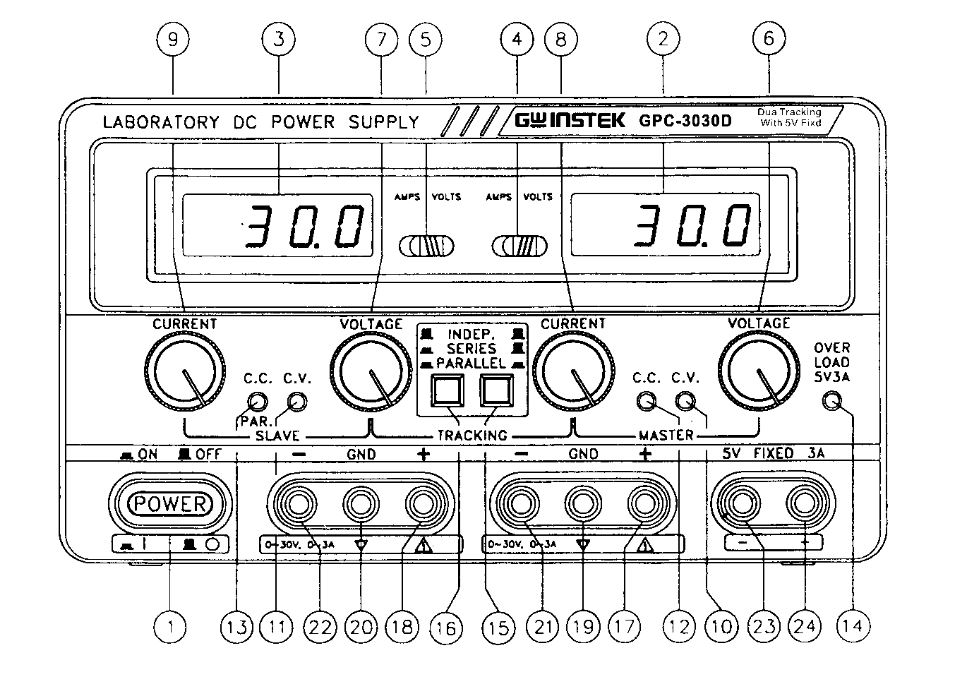 9 3 7 5 4 8 2 6
LABORATORY DC POWER SUPPLY GWINSTEK GPC-3030D Dua Tracking
With 5V Fixd
AMPS VOLTS AMPS VOLTS
30.0 30.0
CURRENT VOLTAGE CURRENT VOLTAGE
INDEP.
SERIES
PARALLEL
OVER
LOAD
5V3A
C.C. C.V. C.C. C.V.
PAR.
SLAVE TRACKING MASTER
ON OFF − GND + − GND + 5V FIXED 3A
POWER
0~30V, 0~3A 0~30V, 0~3A − +
1 13 11 22 20 18 16 15 21 19 17 12 10 23 24 14